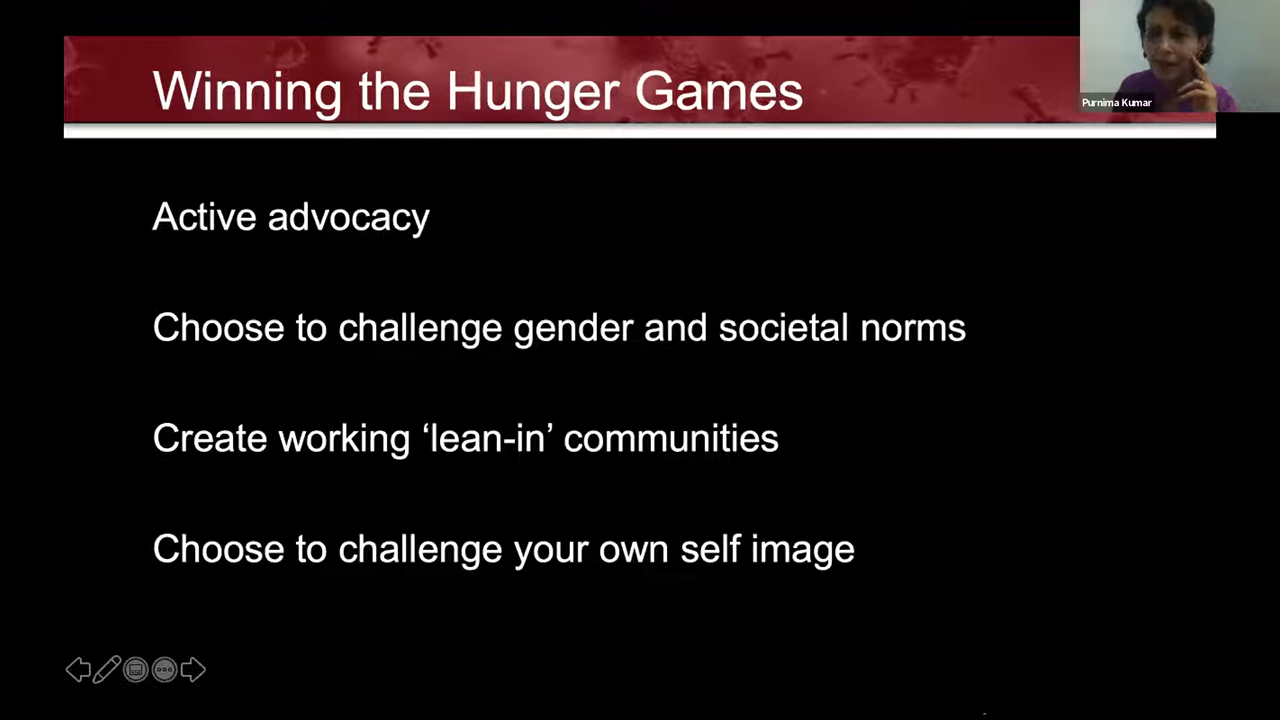 Winning the Hunger Games
Purnima Kumar
Active advocacy
Choose to challenge gender and societal norms
Create working ‘lean-in’ communities
Choose to challenge your own self image